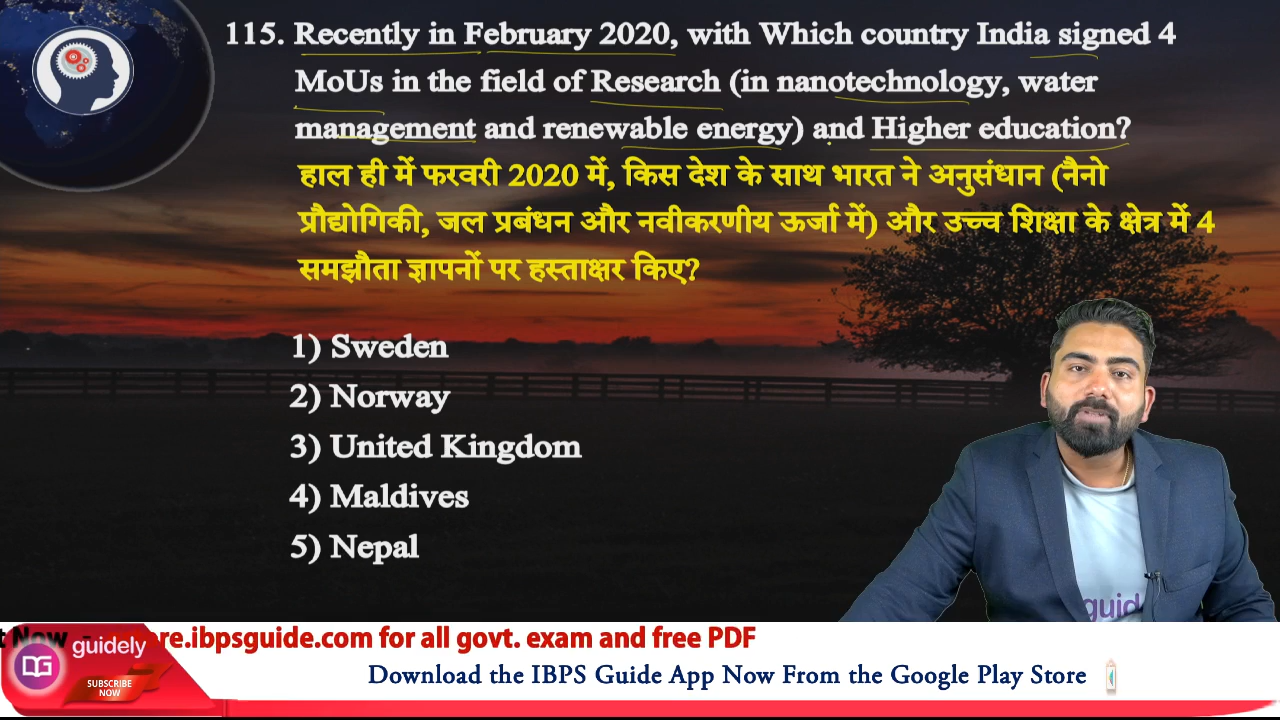 115. Recently in February 2020, with Which country India signed 4
MoUs in the field of Research (in nanotechnology, water
management and renewable energy) and Higher education?
हाल ही में फरवरी 2020 में, किस देश के साथ भारत ने अनुसंधान (नैनो
प्रौद्योगिकी, जल प्रबंधन और नवीकरणीय ऊर्जा में) और उच्च शिक्षा के क्षेत्र में 4
समझौता ज्ञापनों पर हस्ताक्षर किए?
1) Sweden
2) Norway
3) United Kingdom
4) Maldives
5) Nepal
guid
t Now - re.ibpsguide.com for all govt. exam and free PDF
guidely
SUBSCRIBE
NOW
Download the IBPS Guide App Now From the Google Play Store